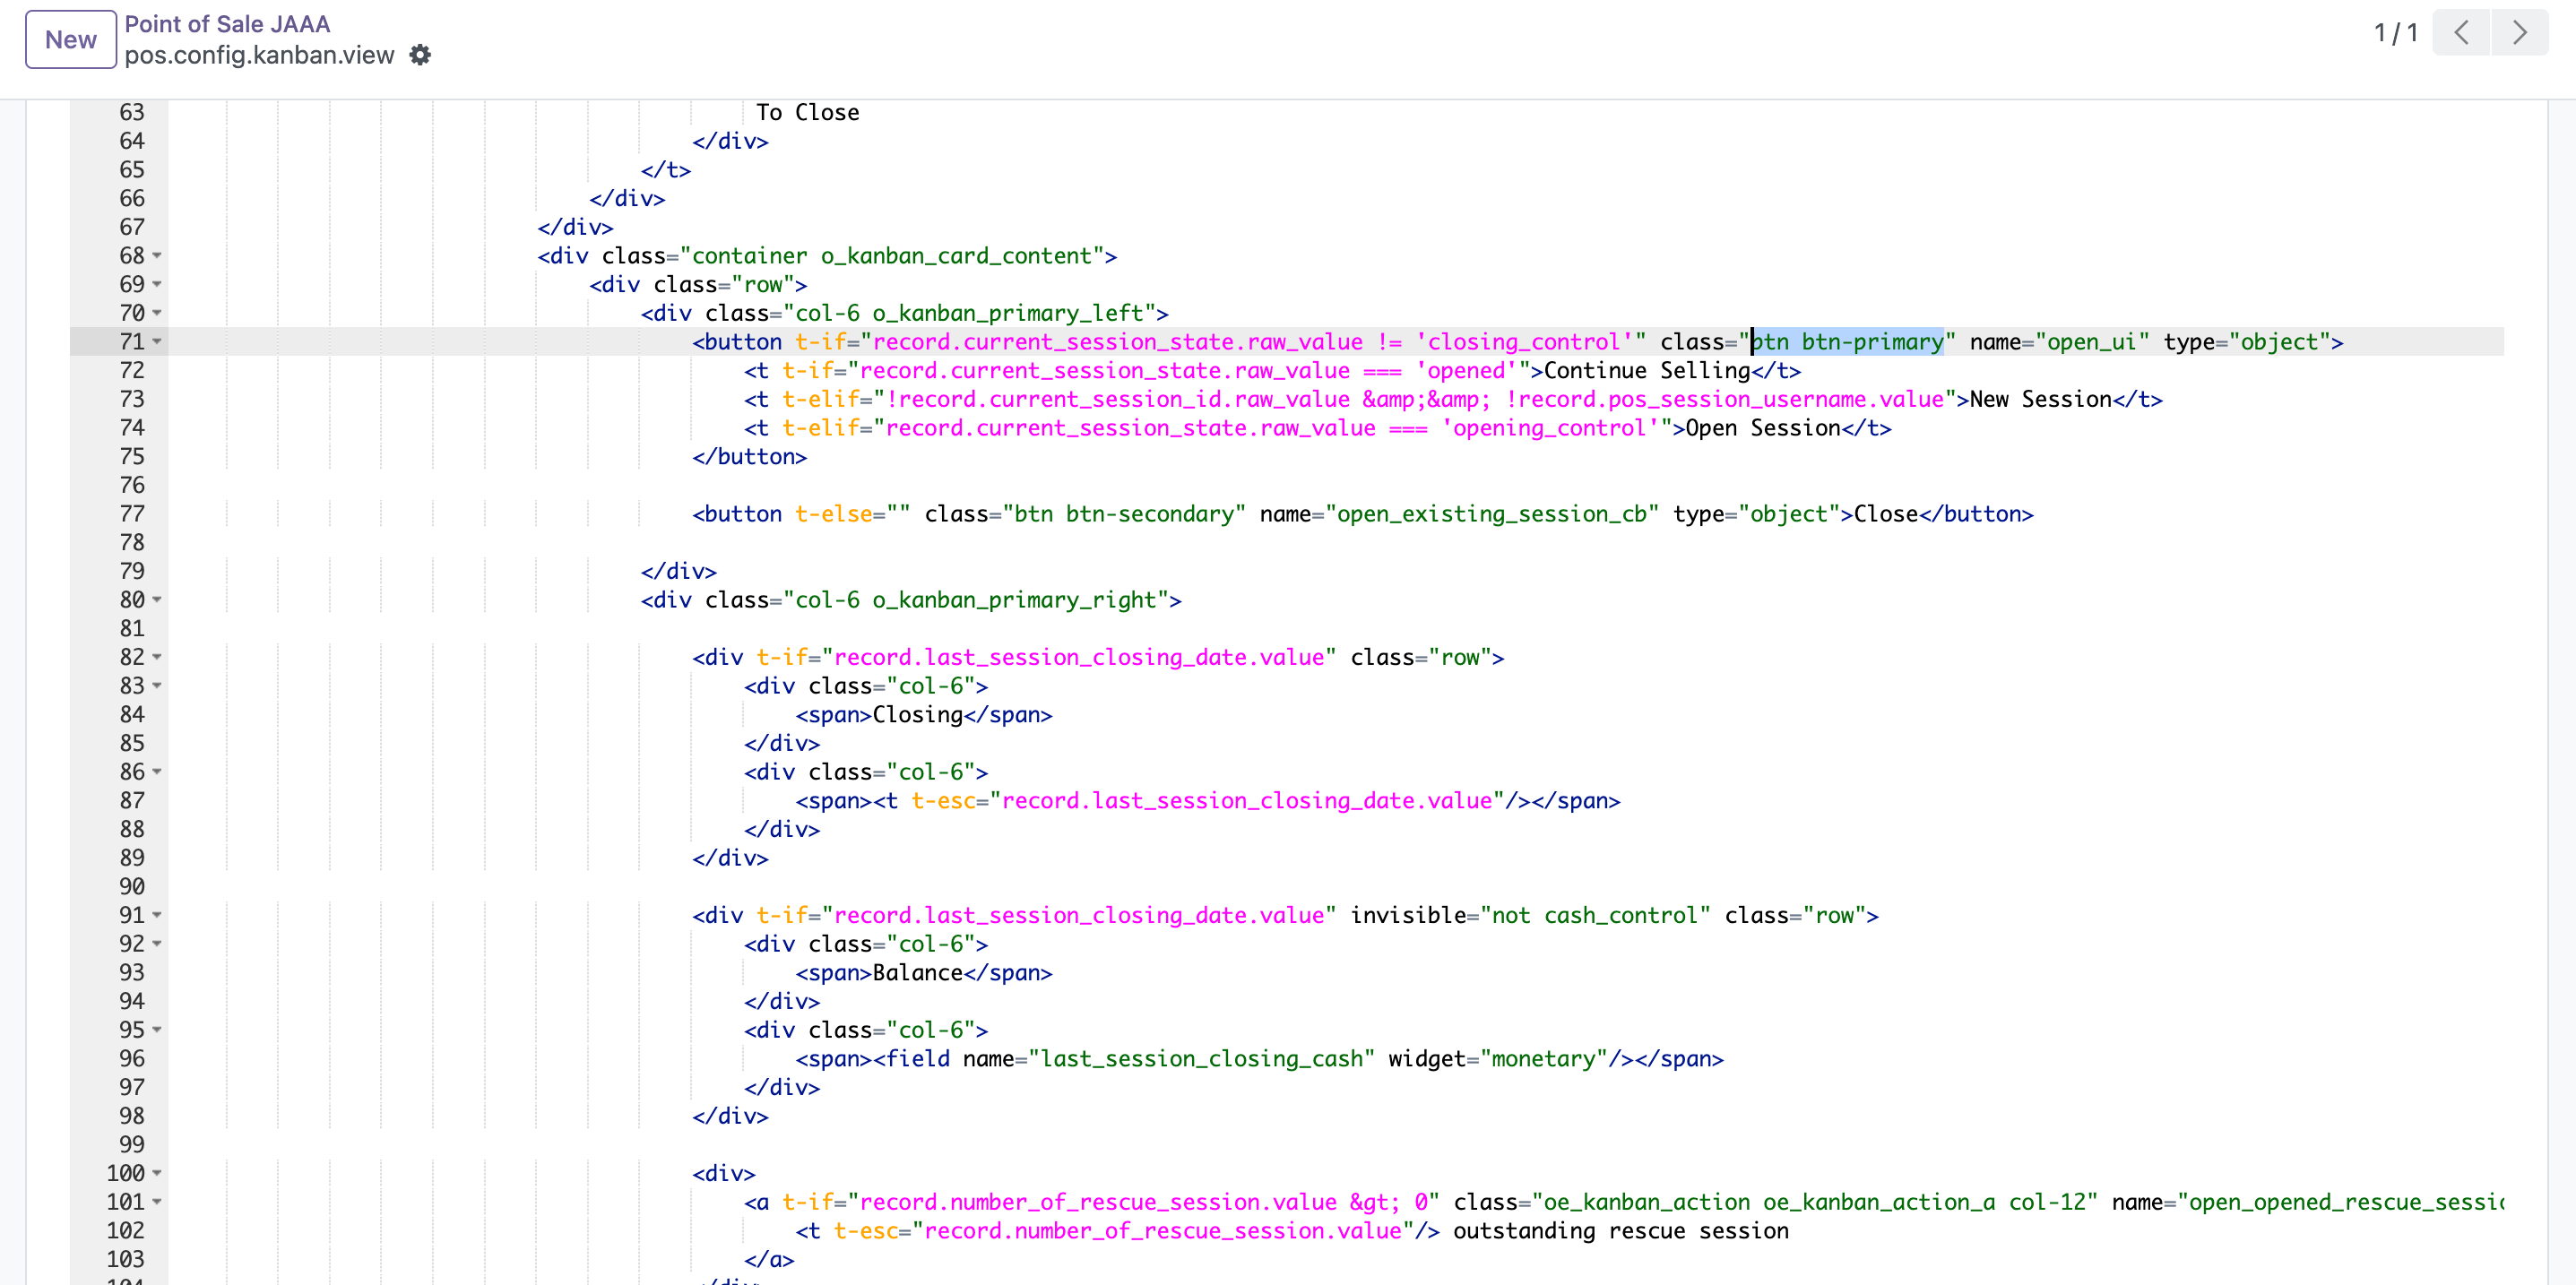 New
Point of Sale JAAA
pos.config.kanban.view
1 / 1
63 To Close
64 </div>
65 </t>
66 </div>
67 </div>
68 <div class="container o_kanban_card_content">
69 <div class="row">
70 <div class="col-6 o_kanban_primary_left">
71 <button t-if="record.current_session_state.raw_value != 'closing_control'" class="btn btn-primary" name="open_ui" type="object">
72 <t t-if="record.current_session_state.raw_value === 'opened'">Continue Selling</t>
73 <t t-elif="!record.current_session_id.raw_value &amp;&amp; !record.pos_session_username.value">New Session</t>
74 <t t-elif="record.current_session_state.raw_value === 'opening_control'">Open Session</t>
75 </button>
76
77 <button t-else="" class="btn btn-secondary" name="open_existing_session_cb" type="object">Close</button>
78
79 </div>
80 <div class="col-6 o_kanban_primary_right">
81
82 <div t-if="record.last_session_closing_date.value" class="row">
83 <div class="col-6">
84 <span>Closing</span>
85 </div>
86 <div class="col-6">
87 <span><t t-esc="record.last_session_closing_date.value"/></span>
88 </div>
89 </div>
90
91 <div t-if="record.last_session_closing_date.value" invisible="not cash_control" class="row">
92 <div class="col-6">
93 <span>Balance</span>
94 </div>
95 <div class="col-6">
96 <span><field name="last_session_closing_cash" widget="monetary"/></span>
97 </div>
98 </div>
99
100 <div>
101 <a t-if="record.number_of_rescue_session.value &gt; 0" class="oe_kanban_action oe_kanban_action_a col-12" name="open_opened_rescue_sessi
102 <t t-esc="record.number_of_rescue_session.value"/> outstanding rescue session
103 </a>
104 </div>